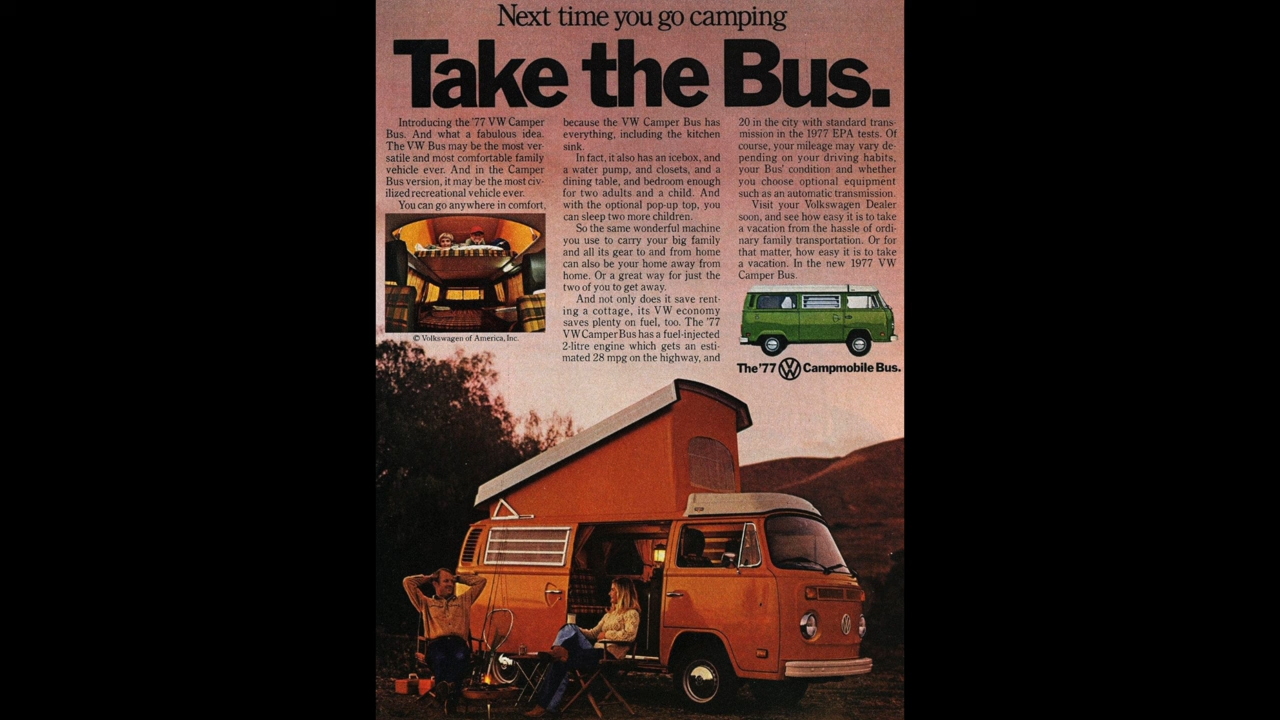 Next time you go camping
Take the Bus.
Introducing the '77 VW Camper
Bus. And what a fabulous idea.
The VW Bus may be the most ver-
satile and most comfortable family
vehicle ever. And in the Camper
Bus version, it may be the most civ-
ilized recreational vehicle ever.
You can go anywhere in comfort,
© Volkswagen of America, Inc.
because the VW Camper Bus has
everything, including the kitchen
sink.
In fact, it also has an icebox, and
a water pump, and closets, and a
dining table, and bedroom enough
for two adults and a child. And
with the optional pop-up top, you
can sleep two more children.
So the same wonderful machine
you use to carry your big family
and all its gear to and from home
can also be your home away from
home. Or a great way for just the
two of you to get away.
And not only does it save rent-
ing a cottage, its VW economy
saves plenty on fuel, too. The '77
VW Camper Bus has a fuel-injected
2-litre engine which gets an esti-
mated 28 mpg on the highway, and
20 in the city with standard trans-
mission in the 1977 EPA tests. Of
course, your mileage may vary de-
pending on your driving habits,
your Bus' condition and whether
you choose optional equipment
such as an automatic transmission.
Visit your Volkswagen Dealer
soon, and see how easy it is to take
a vacation from the hassle of ordi-
nary family transportation. Or for
that matter, how easy it is to take
a vacation. In the new 1977 VW
Camper Bus.
The '77 VW Campmobile Bus.